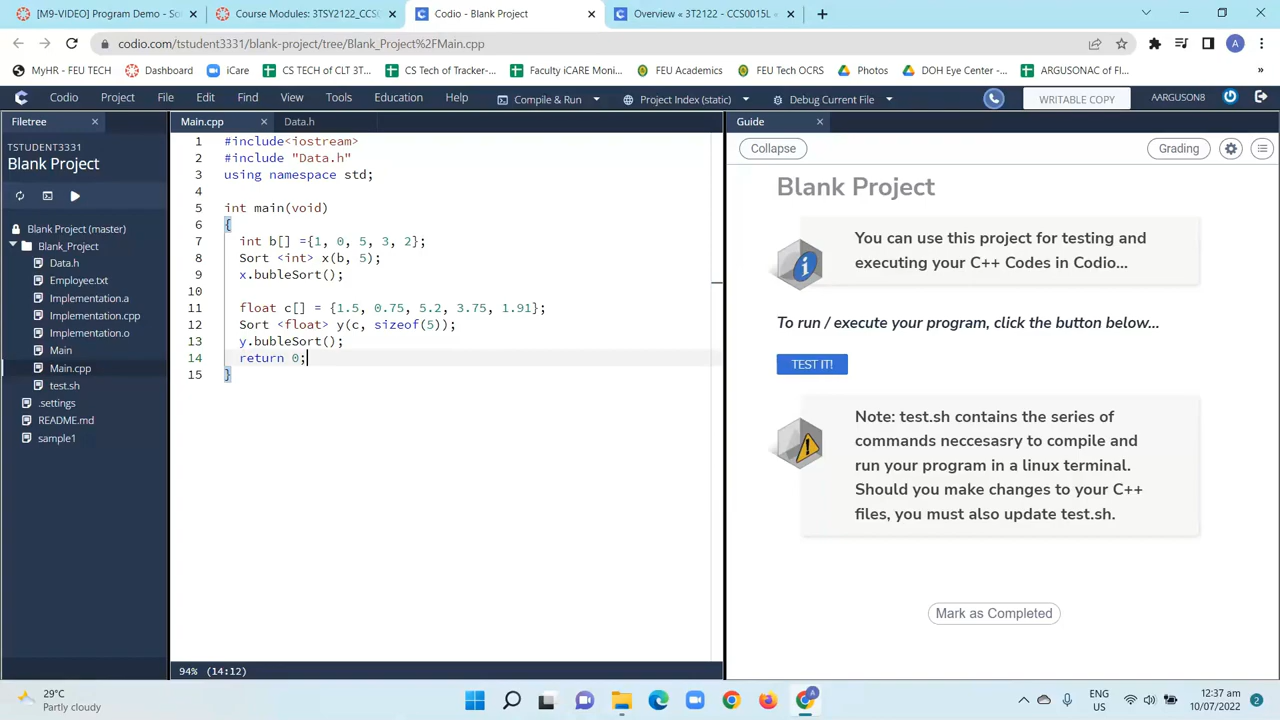 [M9-VIDEO] Program Demo - So
Course Modules: 3TSY2122_CCS
Codio - Blank Project
Overview « 3T2122 - CCS0015L «
codio.com/tstudent3331/blank-project/tree/Blank_Project%2FMain.cpp
MyHR - FEU TECH
Dashboard
iCare
CS TECH of CLT 3T...
CS Tech of Tracker-...
Faculty iCARE Moni...
FEU Academics
FEU Tech OCRS
Photos
DOH Eye Center -...
ARGUSONAC of FI...
»
Codio
Project
File
Edit
Find
View
Tools
Education
Help
Compile & Run
Project Index (static)
Debug Current File
WRITABLE COPY
AARGUSON8
Filetree
TSTUDENT3331
Blank Project
Blank Project (master)
Blank_Project
Data.h
Employee.txt
Implementation.a
Implementation.cpp
Implementation.o
Main
Main.cpp
test.sh
.settings
README.md
sample1
Main.cpp
Data.h
1 #include<iostream>
2 #include "Data.h"
3 using namespace std;
4
5 int main(void)
6 {
7 int b[] ={1, 0, 5, 3, 2};
8 Sort <int> x(b, 5);
9 x.bubleSort();
10
11 float c[] = {1.5, 0.75, 5.2, 3.75, 1.91};
12 Sort <float> y(c, sizeof(5));
13 y.bubleSort();
14 return 0;
15 }
94% (14:12)
Guide
Collapse
Grading
Blank Project
You can use this project for testing and
executing your C++ Codes in Codio...
To run / execute your program, click the button below...
TEST IT!
Note: test.sh contains the series of
commands neccesasry to compile and
run your program in a linux terminal.
Should you make changes to your C++
files, you must also update test.sh.
Mark as Completed
29°C
Partly cloudy
ENG
US
12:37 am
10/07/2022
2